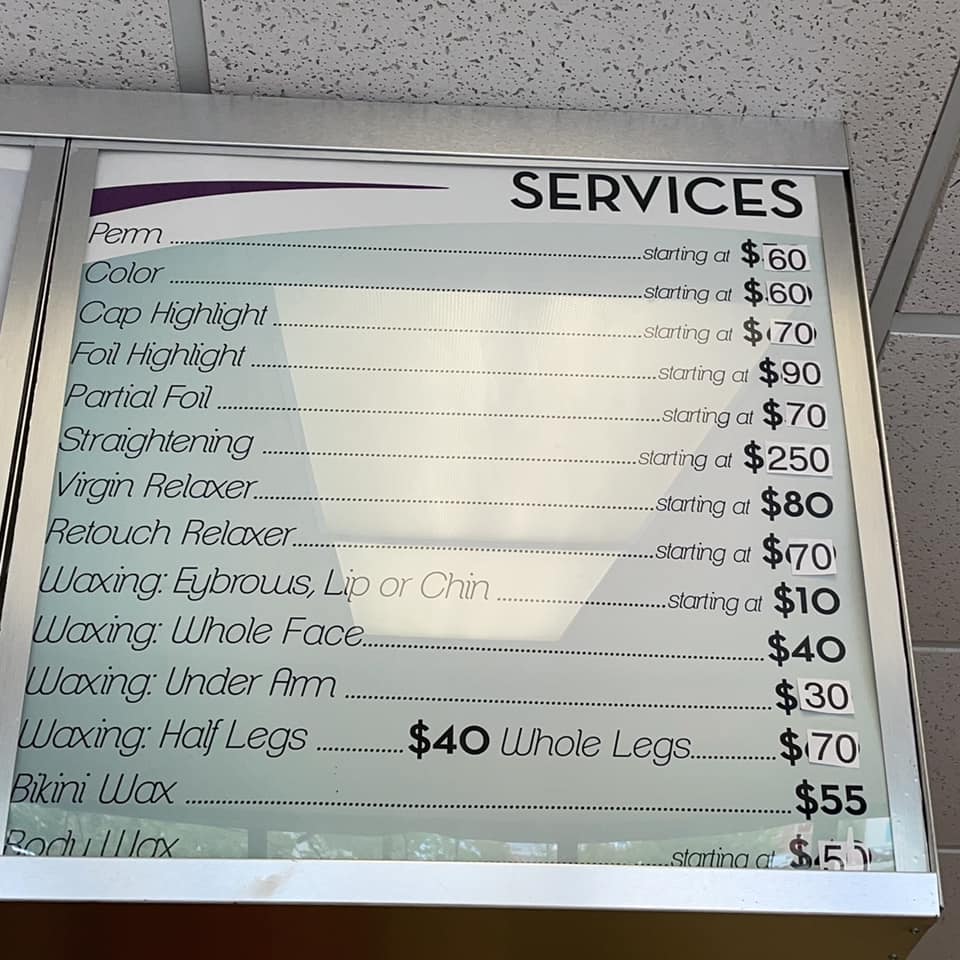 SERVICES
Perm ........ starting at $60
Color ........ starting at $60
Cap Highlight ........ starting at $70
Foil Highlight ........ starting at $90
Partial Foil ........ starting at $70
Straightening ........ starting at $250
Virgin Relaxer ........ starting at $80
Retouch Relaxer ........ starting at $70
Waxing: Eybrows, Lip or Chin ........ starting at $10
Waxing: Whole Face ........ $40
Waxing: Under Arm ........ $30
Waxing: Half Legs ........ $40 Whole Legs ........ $70
Bikini Wax ........ $55
Body Wax ........ starting at $50